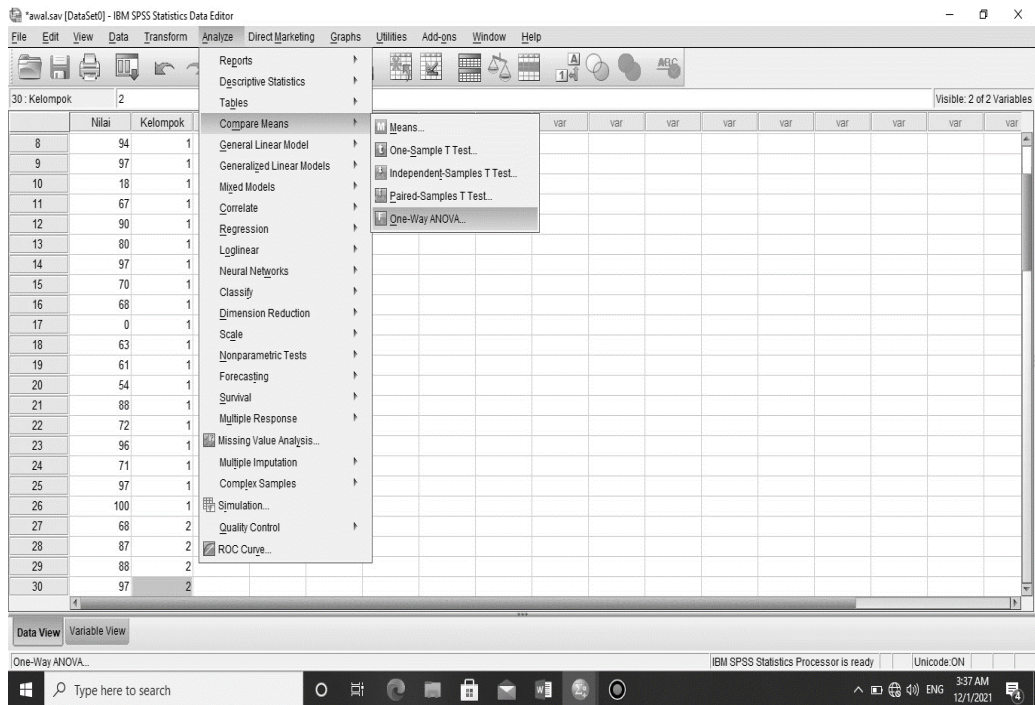 *awal.sav [DataSet0] - IBM SPSS Statistics Data Editor
File Edit View Data Transform Analyze Direct Marketing Graphs Utilities Add-ons Window Help
30 : Kelompok 2 Visible: 2 of 2 Variables
Nilai Kelompok var var var var var var var var var
8 94 1
9 97 1
10 18 1
11 67 1
12 90 1
13 80 1
14 97 1
15 70 1
16 68 1
17 0 1
18 63 1
19 61 1
20 54 1
21 88 1
22 72 1
23 96 1
24 71 1
25 97 1
26 100 1
27 68 2
28 87 2
29 88 2
30 97 2
Reports
Descriptive Statistics
Tables
Compare Means
General Linear Model
Generalized Linear Models
Mixed Models
Correlate
Regression
Loglinear
Neural Networks
Classify
Dimension Reduction
Scale
Nonparametric Tests
Forecasting
Survival
Multiple Response
Missing Value Analysis...
Multiple Imputation
Complex Samples
Simulation...
Quality Control
ROC Curve...
Means...
One-Sample T Test...
Independent-Samples T Test...
Paired-Samples T Test...
One-Way ANOVA...
Data View Variable View
One-Way ANOVA... IBM SPSS Statistics Processor is ready Unicode:ON
Type here to search ENG 3:37 AM
12/1/2021